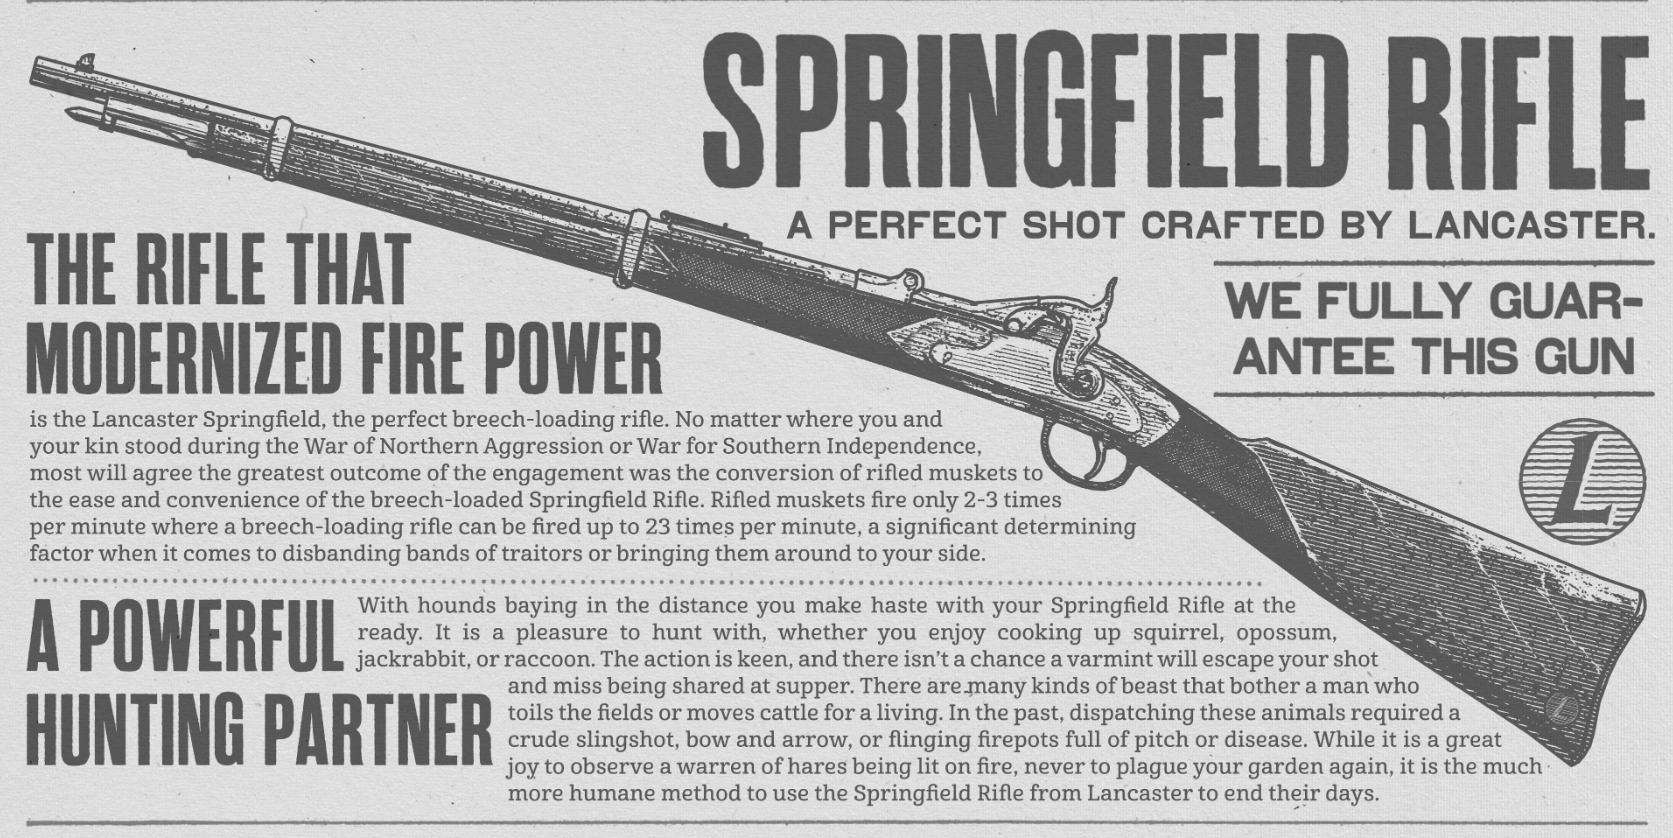 SPRINGFIELD RIFLE
A PERFECT SHOT CRAFTED BY LANCASTER.
WE FULLY GUAR-
ANTEE THIS GUN
L
THE RIFLE THAT
MODERNIZED FIRE POWER
is the Lancaster Springfield, the perfect breech-loading rifle. No matter where you and
your kin stood during the War of Northern Aggression or War for Southern Independence,
most will agree the greatest outcome of the engagement was the conversion of rifled muskets to
the ease and convenience of the breech-loaded Springfield Rifle. Rifled muskets fire only 2-3 times
per minute where a breech-loading rifle can be fired up to 23 times per minute, a significant determining
factor when it comes to disbanding bands of traitors or bringing them around to your side.
A POWERFUL
HUNTING PARTNER
With hounds baying in the distance you make haste with your Springfield Rifle at the
ready. It is a pleasure to hunt with, whether you enjoy cooking up squirrel, opossum,
jackrabbit, or raccoon. The action is keen, and there isn't a chance a varmint will escape your shot
and miss being shared at supper. There are many kinds of beast that bother a man who
toils the fields or moves cattle for a living. In the past, dispatching these animals required a
crude slingshot, bow and arrow, or flinging firepots full of pitch or disease. While it is a great
joy to observe a warren of hares being lit on fire, never to plague your garden again, it is the much
more humane method to use the Springfield Rifle from Lancaster to end their days.
L